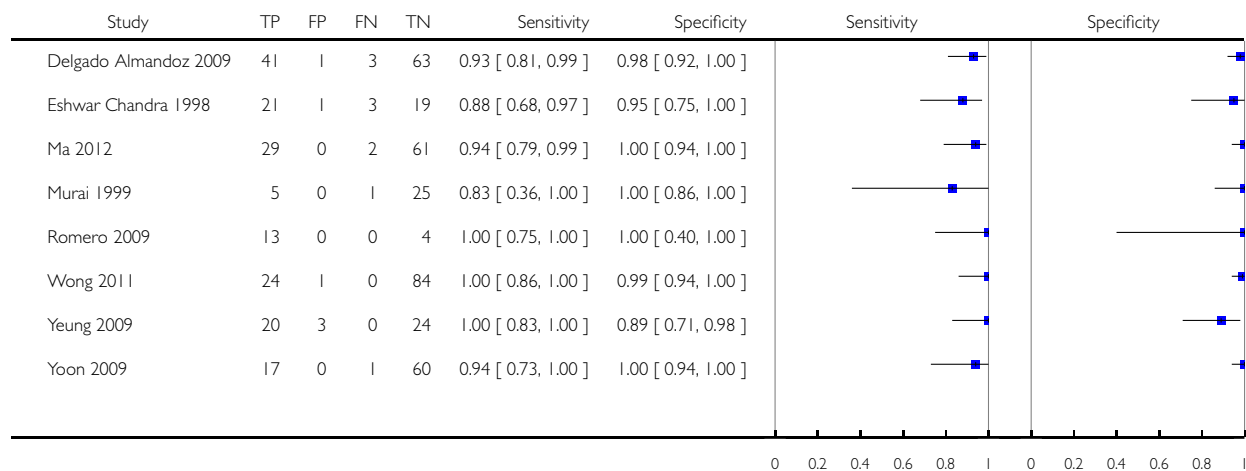 Study TP FP FN TN Sensitivity Specificity Sensitivity Specificity
Delgado Almandoz 2009 41 1 3 63 0.93 [ 0.81, 0.99 ] 0.98 [ 0.92, 1.00 ]
Eshwar Chandra 1998 21 1 3 19 0.88 [ 0.68, 0.97 ] 0.95 [ 0.75, 1.00 ]
Ma 2012 29 0 2 61 0.94 [ 0.79, 0.99 ] 1.00 [ 0.94, 1.00 ]
Murai 1999 5 0 1 25 0.83 [ 0.36, 1.00 ] 1.00 [ 0.86, 1.00 ]
Romero 2009 13 0 0 4 1.00 [ 0.75, 1.00 ] 1.00 [ 0.40, 1.00 ]
Wong 2011 24 1 0 84 1.00 [ 0.86, 1.00 ] 0.99 [ 0.94, 1.00 ]
Yeung 2009 20 3 0 24 1.00 [ 0.83, 1.00 ] 0.89 [ 0.71, 0.98 ]
Yoon 2009 17 0 1 60 0.94 [ 0.73, 1.00 ] 1.00 [ 0.94, 1.00 ]
0 0.2 0.4 0.6 0.8 1 0 0.2 0.4 0.6 0.8 1